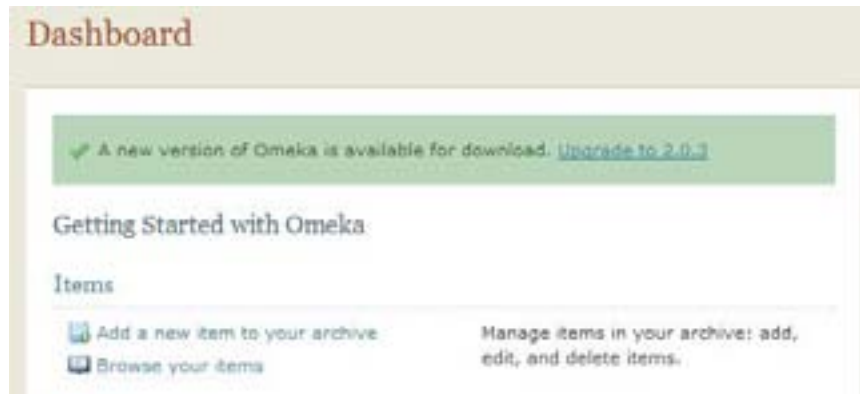 Dashboard
A new version of Omeka is available for download. Upgrade to 2.0.3
Getting Started with Omeka
Items
Add a new item to your archive
Browse your items
Manage items in your archive: add,
edit, and delete items.